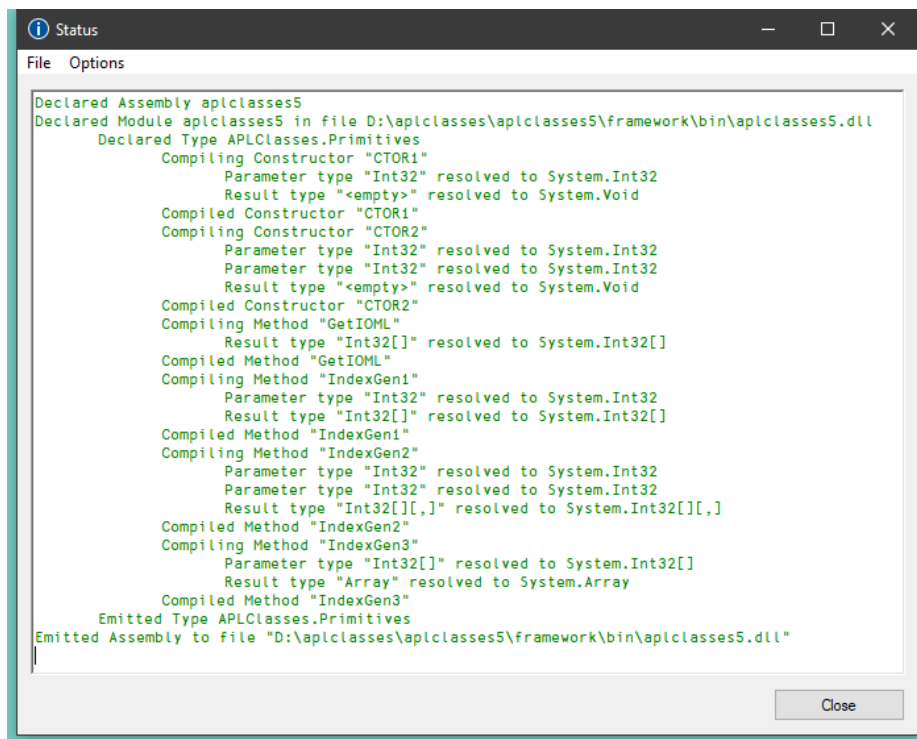 Status
File Options
Declared Assembly aplclasses5
Declared Module aplclasses5 in file D:\aplclasses\aplclasses5\framework\bin\aplclasses5.dll
Declared Type APLClasses.Primitives
Compiling Constructor "CTOR1"
Parameter type "Int32" resolved to System.Int32
Result type "<empty>" resolved to System.Void
Compiled Constructor "CTOR1"
Compiling Constructor "CTOR2"
Parameter type "Int32" resolved to System.Int32
Parameter type "Int32" resolved to System.Int32
Result type "<empty>" resolved to System.Void
Compiled Constructor "CTOR2"
Compiling Method "GetIOML"
Result type "Int32[]" resolved to System.Int32[]
Compiled Method "GetIOML"
Compiling Method "IndexGen1"
Parameter type "Int32" resolved to System.Int32
Result type "Int32[]" resolved to System.Int32[]
Compiled Method "IndexGen1"
Compiling Method "IndexGen2"
Parameter type "Int32" resolved to System.Int32
Parameter type "Int32" resolved to System.Int32
Result type "Int32[][,]" resolved to System.Int32[][,]
Compiled Method "IndexGen2"
Compiling Method "IndexGen3"
Parameter type "Int32[]" resolved to System.Int32[]
Result type "Array" resolved to System.Array
Compiled Method "IndexGen3"
Emitted Type APLClasses.Primitives
Emitted Assembly to file "D:\aplclasses\aplclasses5\framework\bin\aplclasses5.dll"
Close